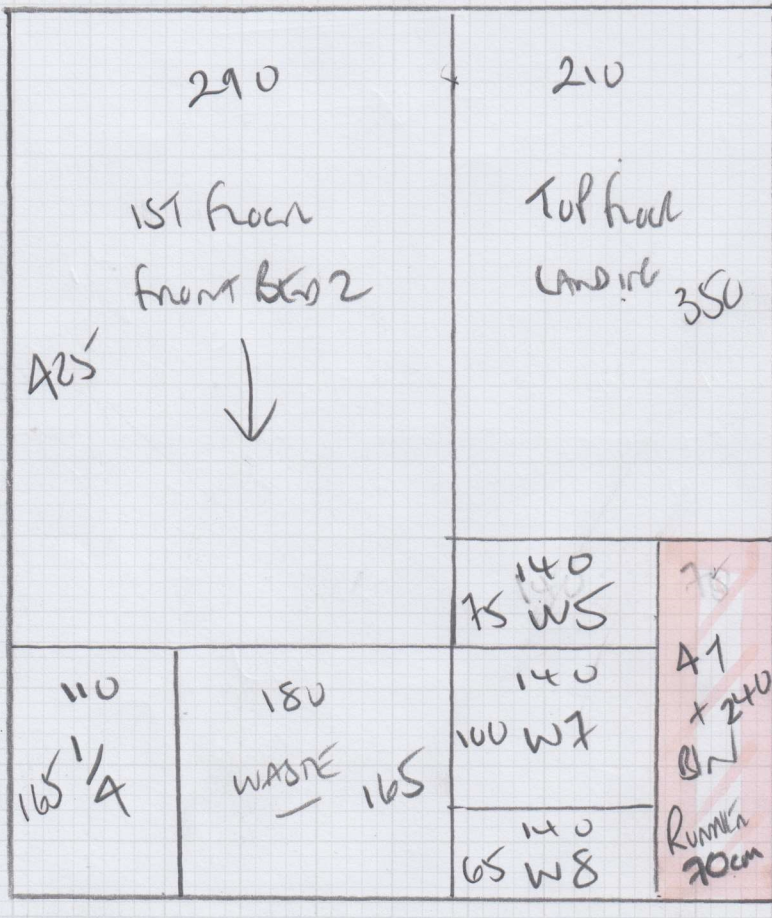 290
1ST FLOOR
FRONT BED 2
425
210
TOP FLOOR
LANDING
350
140
75 W5
140
100 W7
140
65 W8
110
165 1/4
180
WASTE 165
75
+ 240
BIN
RUNNER
70cm